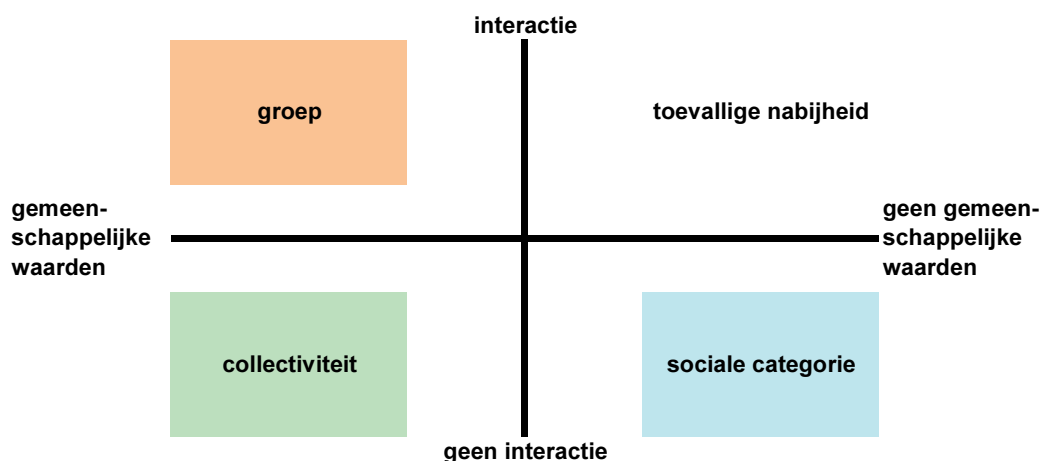 interactie
groep
toevallige nabijheid
gemeen-
schappelijke
waarden
geen gemeen-
schappelijke
waarden
collectiviteit
sociale categorie
geen interactie